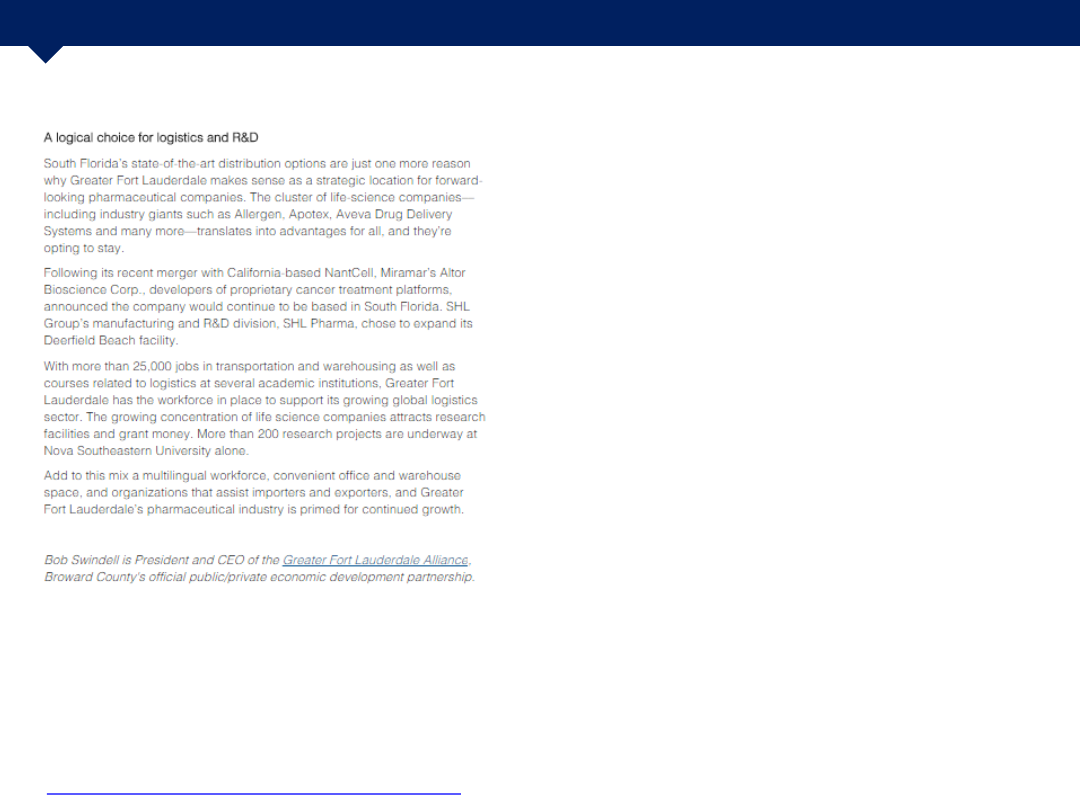 A logical choice for logistics and R&D
South Florida's state-of-the-art distribution options are just one more reason
why Greater Fort Lauderdale makes sense as a strategic location for forward-
looking pharmaceutical companies. The cluster of life-science companies—
including industry giants such as Allergen, Apotex, Aveva Drug Delivery
Systems and many more—translates into advantages for all, and they're
opting to stay.
Following its recent merger with California-based NantCell, Miramar's Altor
Bioscience Corp., developers of proprietary cancer treatment platforms,
announced the company would continue to be based in South Florida. SHL
Group's manufacturing and R&D division, SHL Pharma, chose to expand its
Deerfield Beach facility.
With more than 25,000 jobs in transportation and warehousing as well as
courses related to logistics at several academic institutions, Greater Fort
Lauderdale has the workforce in place to support its growing global logistics
sector. The growing concentration of life science companies attracts research
facilities and grant money. More than 200 research projects are underway at
Nova Southeastern University alone.
Add to this mix a multilingual workforce, convenient office and warehouse
space, and organizations that assist importers and exporters, and Greater
Fort Lauderdale's pharmaceutical industry is primed for continued growth.
Bob Swindell is President and CEO of the Greater Fort Lauderdale Alliance,
Broward County's official public/private economic development partnership.